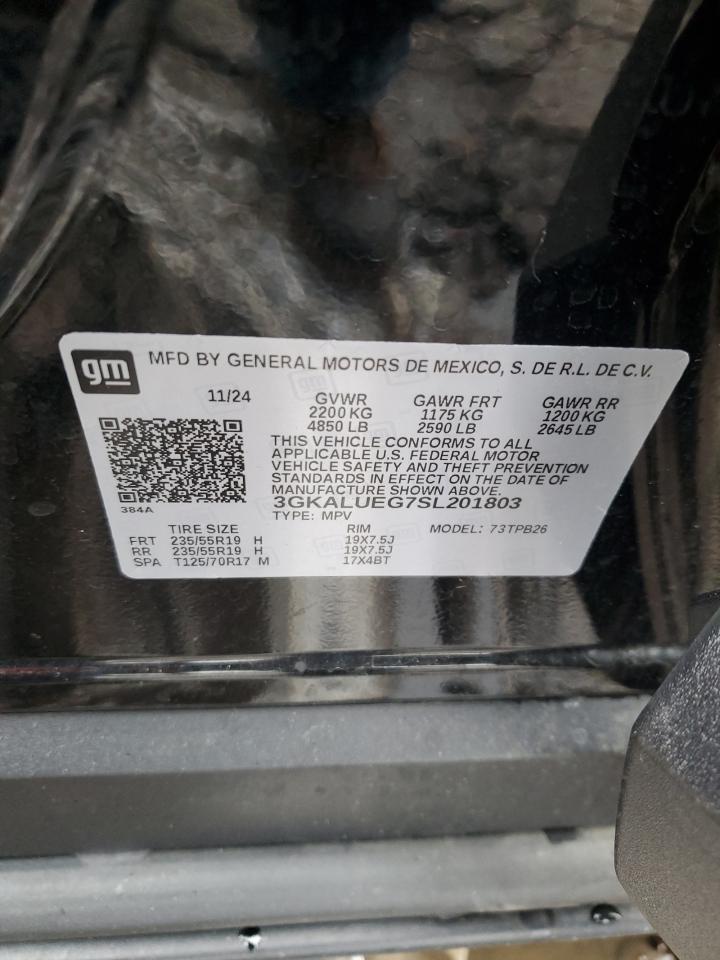 gm MFD BY GENERAL MOTORS DE MEXICO, S. DE R.L. DE C.V.
11/24 GVWR GAWR FRT GAWR RR
2200 KG 1175 KG 1200 KG
4850 LB 2590 LB 2645 LB
THIS VEHICLE CONFORMS TO ALL
APPLICABLE U.S. FEDERAL MOTOR
VEHICLE SAFETY AND THEFT PREVENTION
STANDARDS IN EFFECT ON THE DATE OF
MANUFACTURE SHOWN ABOVE.
384A 3GKALUEG7SL201803
TYPE: MPV
TIRE SIZE RIM MODEL: 73TPB26
FRT 235/55R19 H 19X7.5J
RR 235/55R19 H 19X7.5J
SPA T125/70R17 M 17X4BT